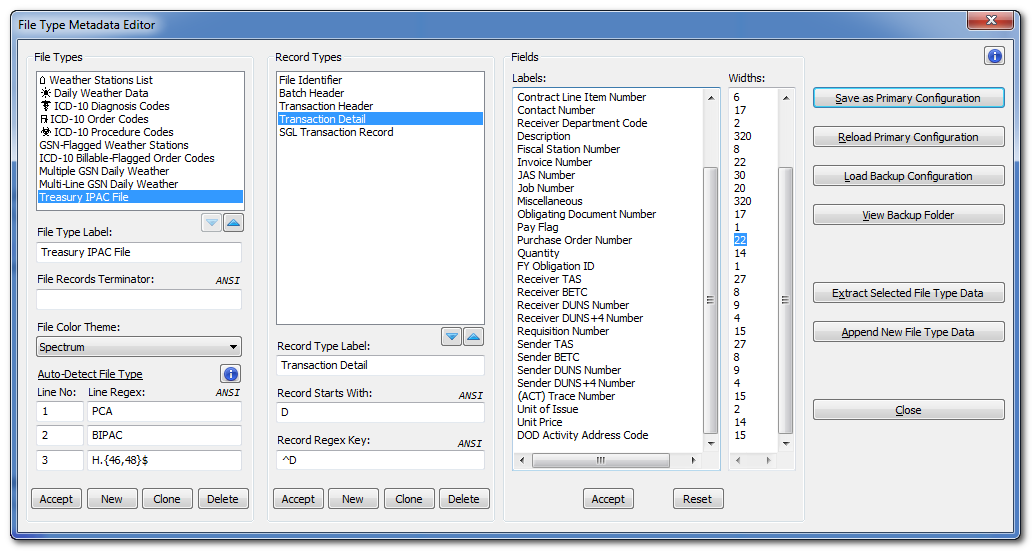 File Type Metadata Editor
File Types
Weather Stations List
Daily Weather Data
ICD-10 Diagnosis Codes
ICD-10 Order Codes
ICD-10 Procedure Codes
GSN-Flagged Weather Stations
ICD-10 Billable-Flagged Order Codes
Multiple GSN Daily Weather
Multi-Line GSN Daily Weather
Treasury IPAC File
File Type Label:
Treasury IPAC File
File Records Terminator: ANSI
File Color Theme:
Spectrum
Auto-Detect File Type
Line No: Line Regex: ANSI
1 PCA
2 BIPAC
3 H.{46,48}$
Accept New Clone Delete
Record Types
File Identifier
Batch Header
Transaction Header
Transaction Detail
SGL Transaction Record
Record Type Label:
Transaction Detail
Record Starts With: ANSI
D
Record Regex Key: ANSI
^D
Accept New Clone Delete
Fields
Labels: Widths:
Contract Line Item Number 6
Contact Number 17
Receiver Department Code 2
Description 320
Fiscal Station Number 8
Invoice Number 22
JAS Number 30
Job Number 20
Miscellaneous 320
Obligating Document Number 17
Pay Flag 1
Purchase Order Number 22
Quantity 14
FY Obligation ID 1
Receiver TAS 27
Receiver BETC 8
Receiver DUNS Number 9
Receiver DUNS+4 Number 4
Requisition Number 15
Sender TAS 27
Sender BETC 8
Sender DUNS Number 9
Sender DUNS+4 Number 4
(ACT) Trace Number 15
Unit of Issue 2
Unit Price 14
DOD Activity Address Code 15
Accept Reset
Save as Primary Configuration
Reload Primary Configuration
Load Backup Configuration
View Backup Folder
Extract Selected File Type Data
Append New File Type Data
Close